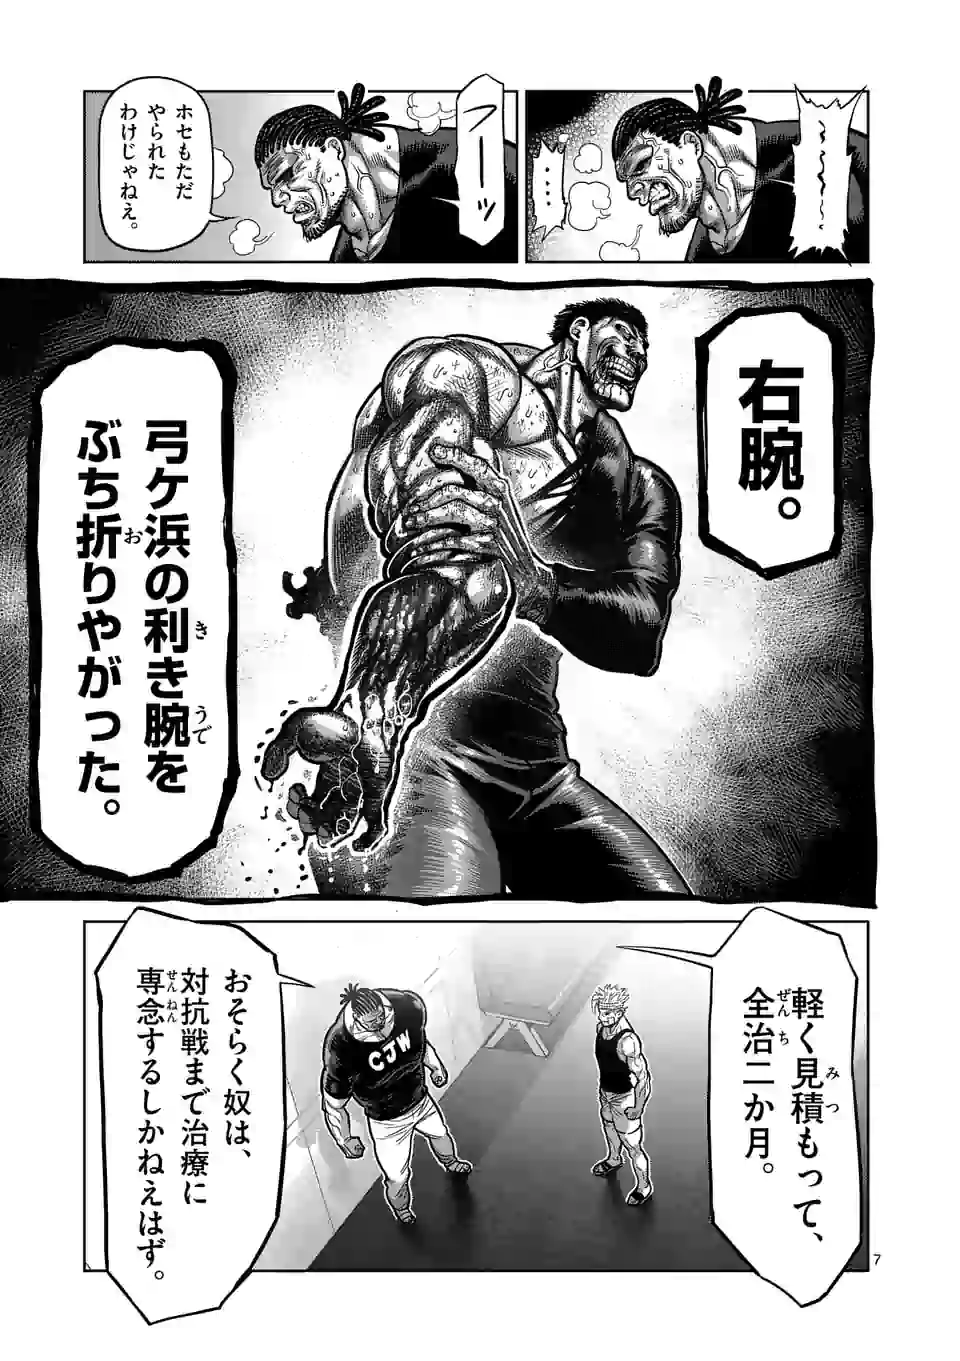 〜〜〜〜
‥‥
フーーッ
ホセもただ
やられた
わけじゃねえ。
右腕。
弓ケ浜の利き腕を
ぶち折りやがった。
軽く見積もって、
全治二か月。
おそらく奴は、
対抗戦まで治療に
専念するしかねえはず。
CJW
7